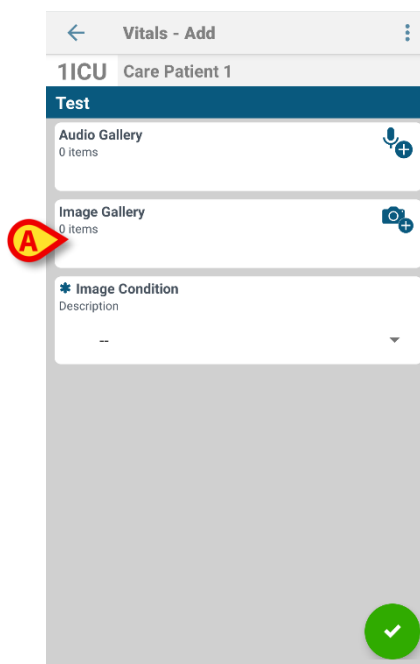 Vitals - Add
1ICU Care Patient 1
Test
Audio Gallery
0 items
Image Gallery
0 items
A
✱ Image Condition
Description
--